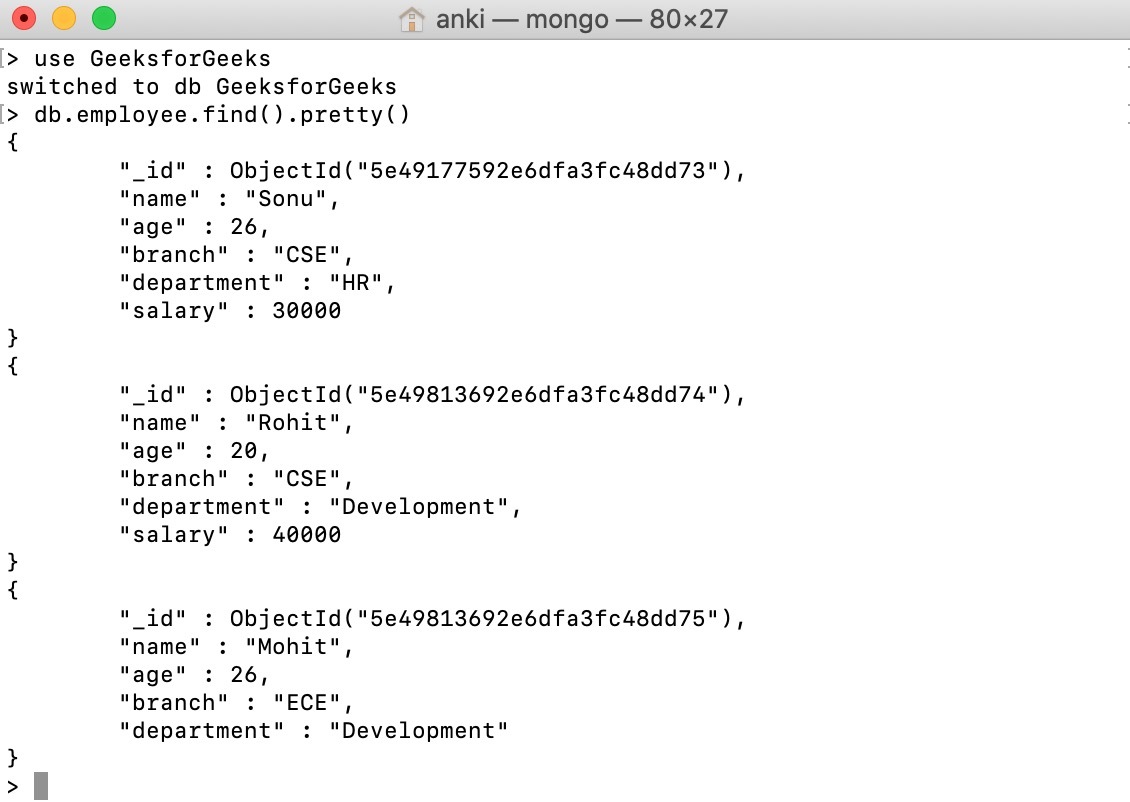 anki — mongo — 80×27
[> use GeeksforGeeks
switched to db GeeksforGeeks
[> db.employee.find().pretty()
{
        "_id" : ObjectId("5e49177592e6dfa3fc48dd73"),
        "name" : "Sonu",
        "age" : 26,
        "branch" : "CSE",
        "department" : "HR",
        "salary" : 30000
}
{
        "_id" : ObjectId("5e49813692e6dfa3fc48dd74"),
        "name" : "Rohit",
        "age" : 20,
        "branch" : "CSE",
        "department" : "Development",
        "salary" : 40000
}
{
        "_id" : ObjectId("5e49813692e6dfa3fc48dd75"),
        "name" : "Mohit",
        "age" : 26,
        "branch" : "ECE",
        "department" : "Development"
}
>